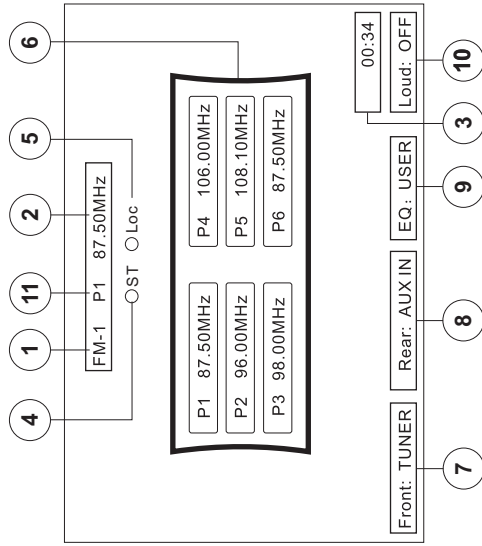 1 11 2 5 6
FM-1 P1 87.50MHz
4 ST Loc
P1 87.50MHz P4 106.00MHz
P2 96.00MHz P5 108.10MHz
P3 98.00MHz P6 87.50MHz
00:34
Front: TUNER Rear: AUX IN EQ: USER Loud: OFF
7 8 9 3 10